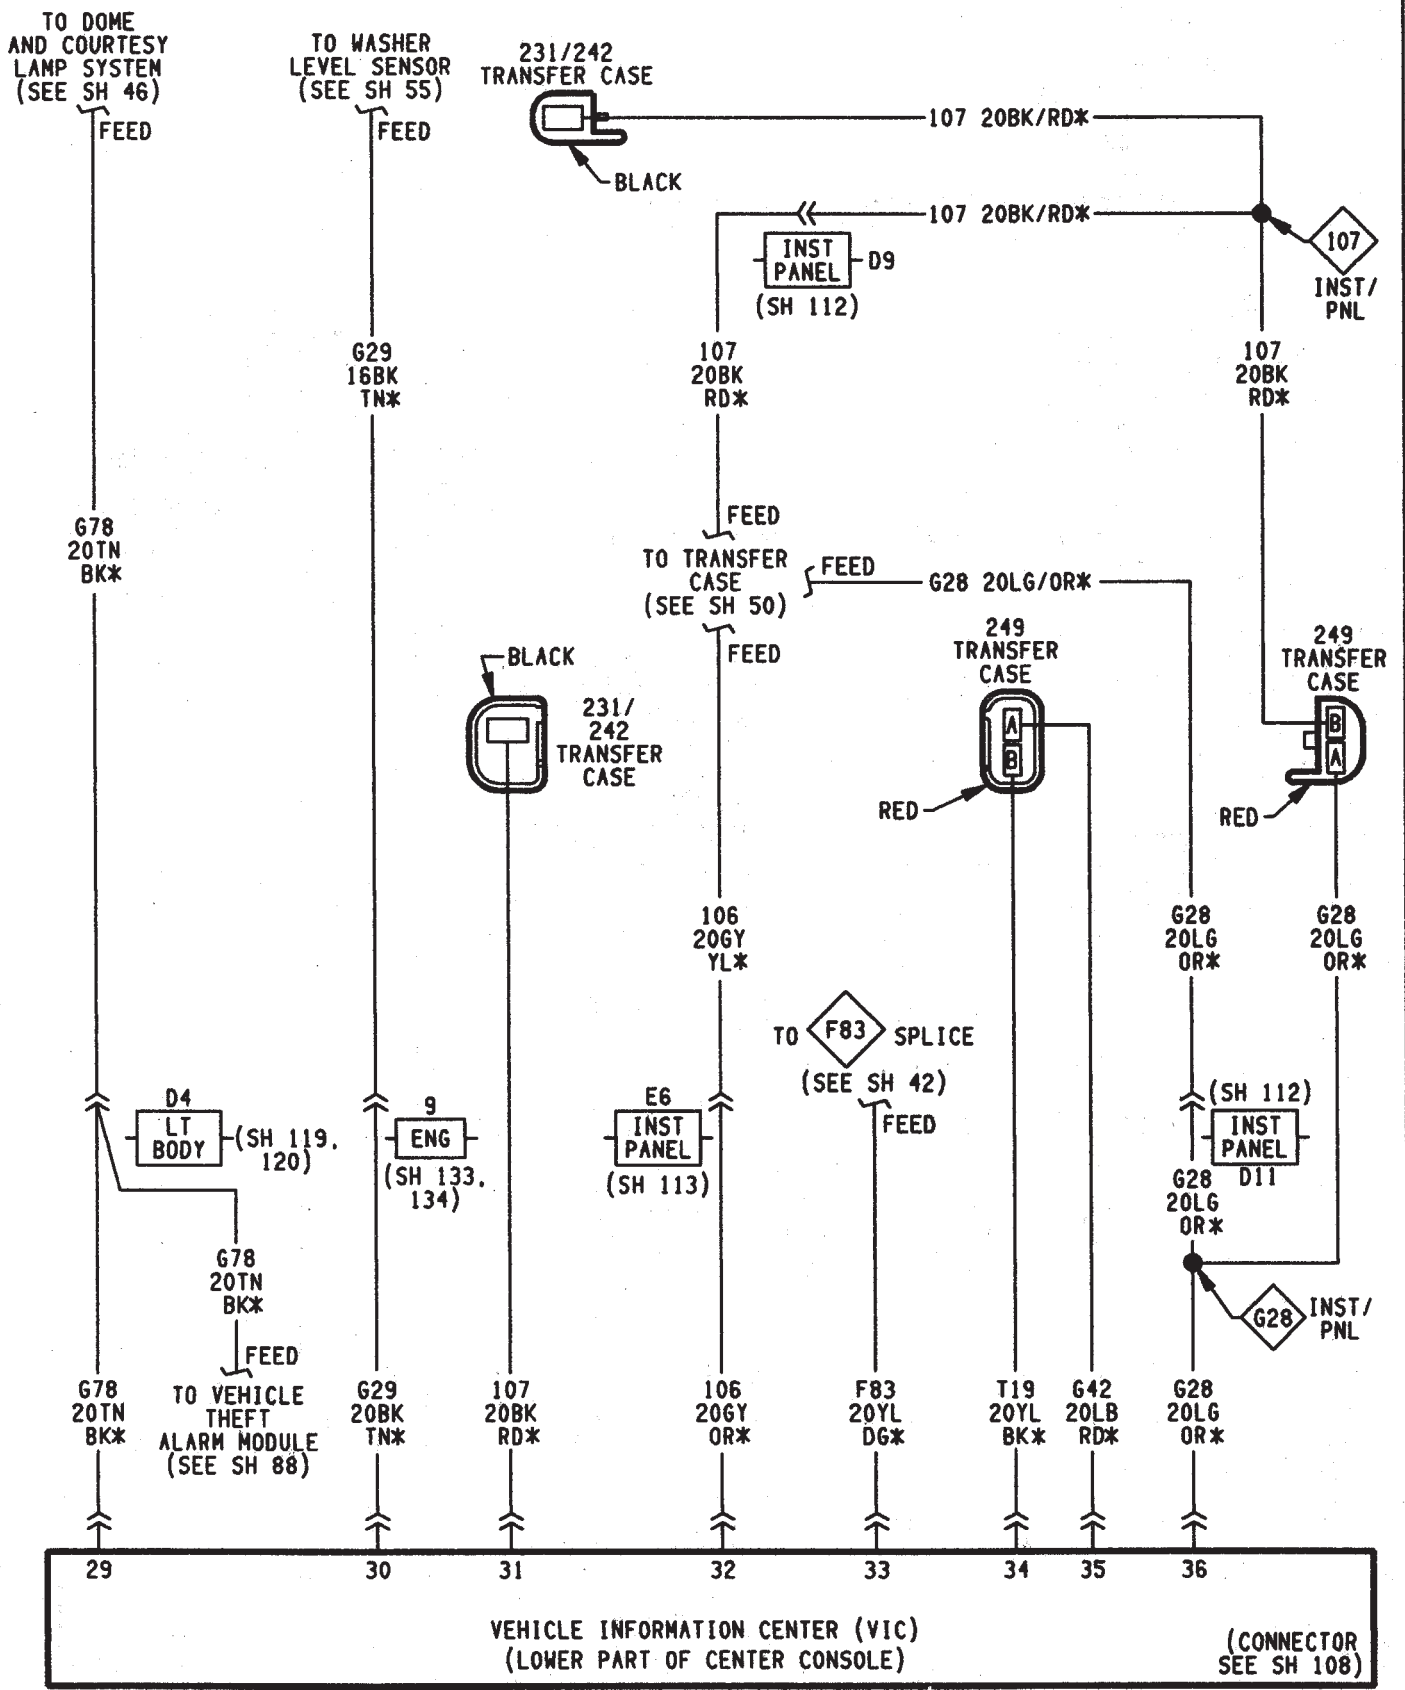 TO DOME
AND COURTESY
LAMP SYSTEM
(SEE SH 46)
FEED
TO WASHER
LEVEL SENSOR
(SEE SH 55)
FEED
231/242
TRANSFER CASE
BLACK
107 20BK/RD*
107 20BK/RD*
INST
PANEL
D9
(SH 112)
107
INST/
PNL
G29
16BK
TN*
107
20BK
RD*
107
20BK
RD*
G78
20TN
BK*
FEED
TO TRANSFER
CASE
(SEE SH 50)
FEED
FEED
G28 20LG/OR*
BLACK
231/
242
TRANSFER
CASE
249
TRANSFER
CASE
A
B
RED
249
TRANSFER
CASE
B
A
RED
106
20GY
YL*
G28
20LG
OR*
G28
20LG
OR*
TO
F83
SPLICE
(SEE SH 42)
FEED
D4
LT
BODY
(SH 119,
120)
9
ENG
(SH 133,
134)
E6
INST
PANEL
(SH 113)
(SH 112)
INST
PANEL
D11
G28
20LG
OR*
G78
20TN
BK*
FEED
TO VEHICLE
THEFT
ALARM MODULE
(SEE SH 88)
G28
INST/
PNL
G78
20TN
BK*
G29
20BK
TN*
107
20BK
RD*
106
20GY
OR*
F83
20YL
DG*
T19
20YL
BK*
G42
20LB
RD*
G28
20LG
OR*
29
30
31
32
33
34
35
36
VEHICLE INFORMATION CENTER (VIC)
(LOWER PART OF CENTER CONSOLE)
(CONNECTOR
SEE SH 108)